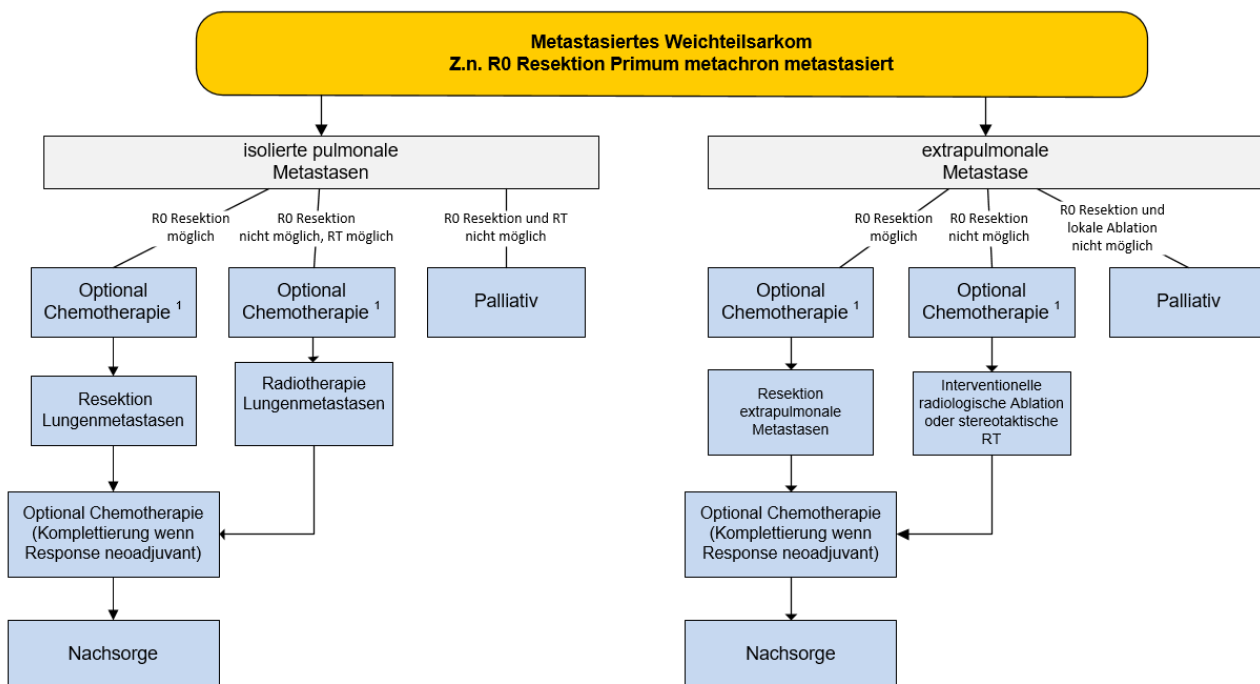 Metastasiertes Weichteilsarkom
Z.n. R0 Resektion Primum metachron metastasiert
isolierte pulmonale
Metastasen
R0 Resektion
möglich
R0 Resektion
nicht möglich, RT möglich
R0 Resektion und RT
nicht möglich
Optional
Chemotherapie ¹
Optional
Chemotherapie ¹
Palliativ
Resektion
Lungenmetastasen
Radiotherapie
Lungenmetastasen
Optional Chemotherapie
(Komplettierung wenn
Response neoadjuvant)
Nachsorge
extrapulmonale
Metastase
R0 Resektion
möglich
R0 Resektion
nicht möglich
R0 Resektion und
lokale Ablation
nicht möglich
Optional
Chemotherapie ¹
Optional
Chemotherapie ¹
Palliativ
Resektion
extrapulmonale
Metastasen
Interventionelle
radiologische Ablation
oder stereotaktische
RT
Optional Chemotherapie
(Komplettierung wenn
Response neoadjuvant)
Nachsorge